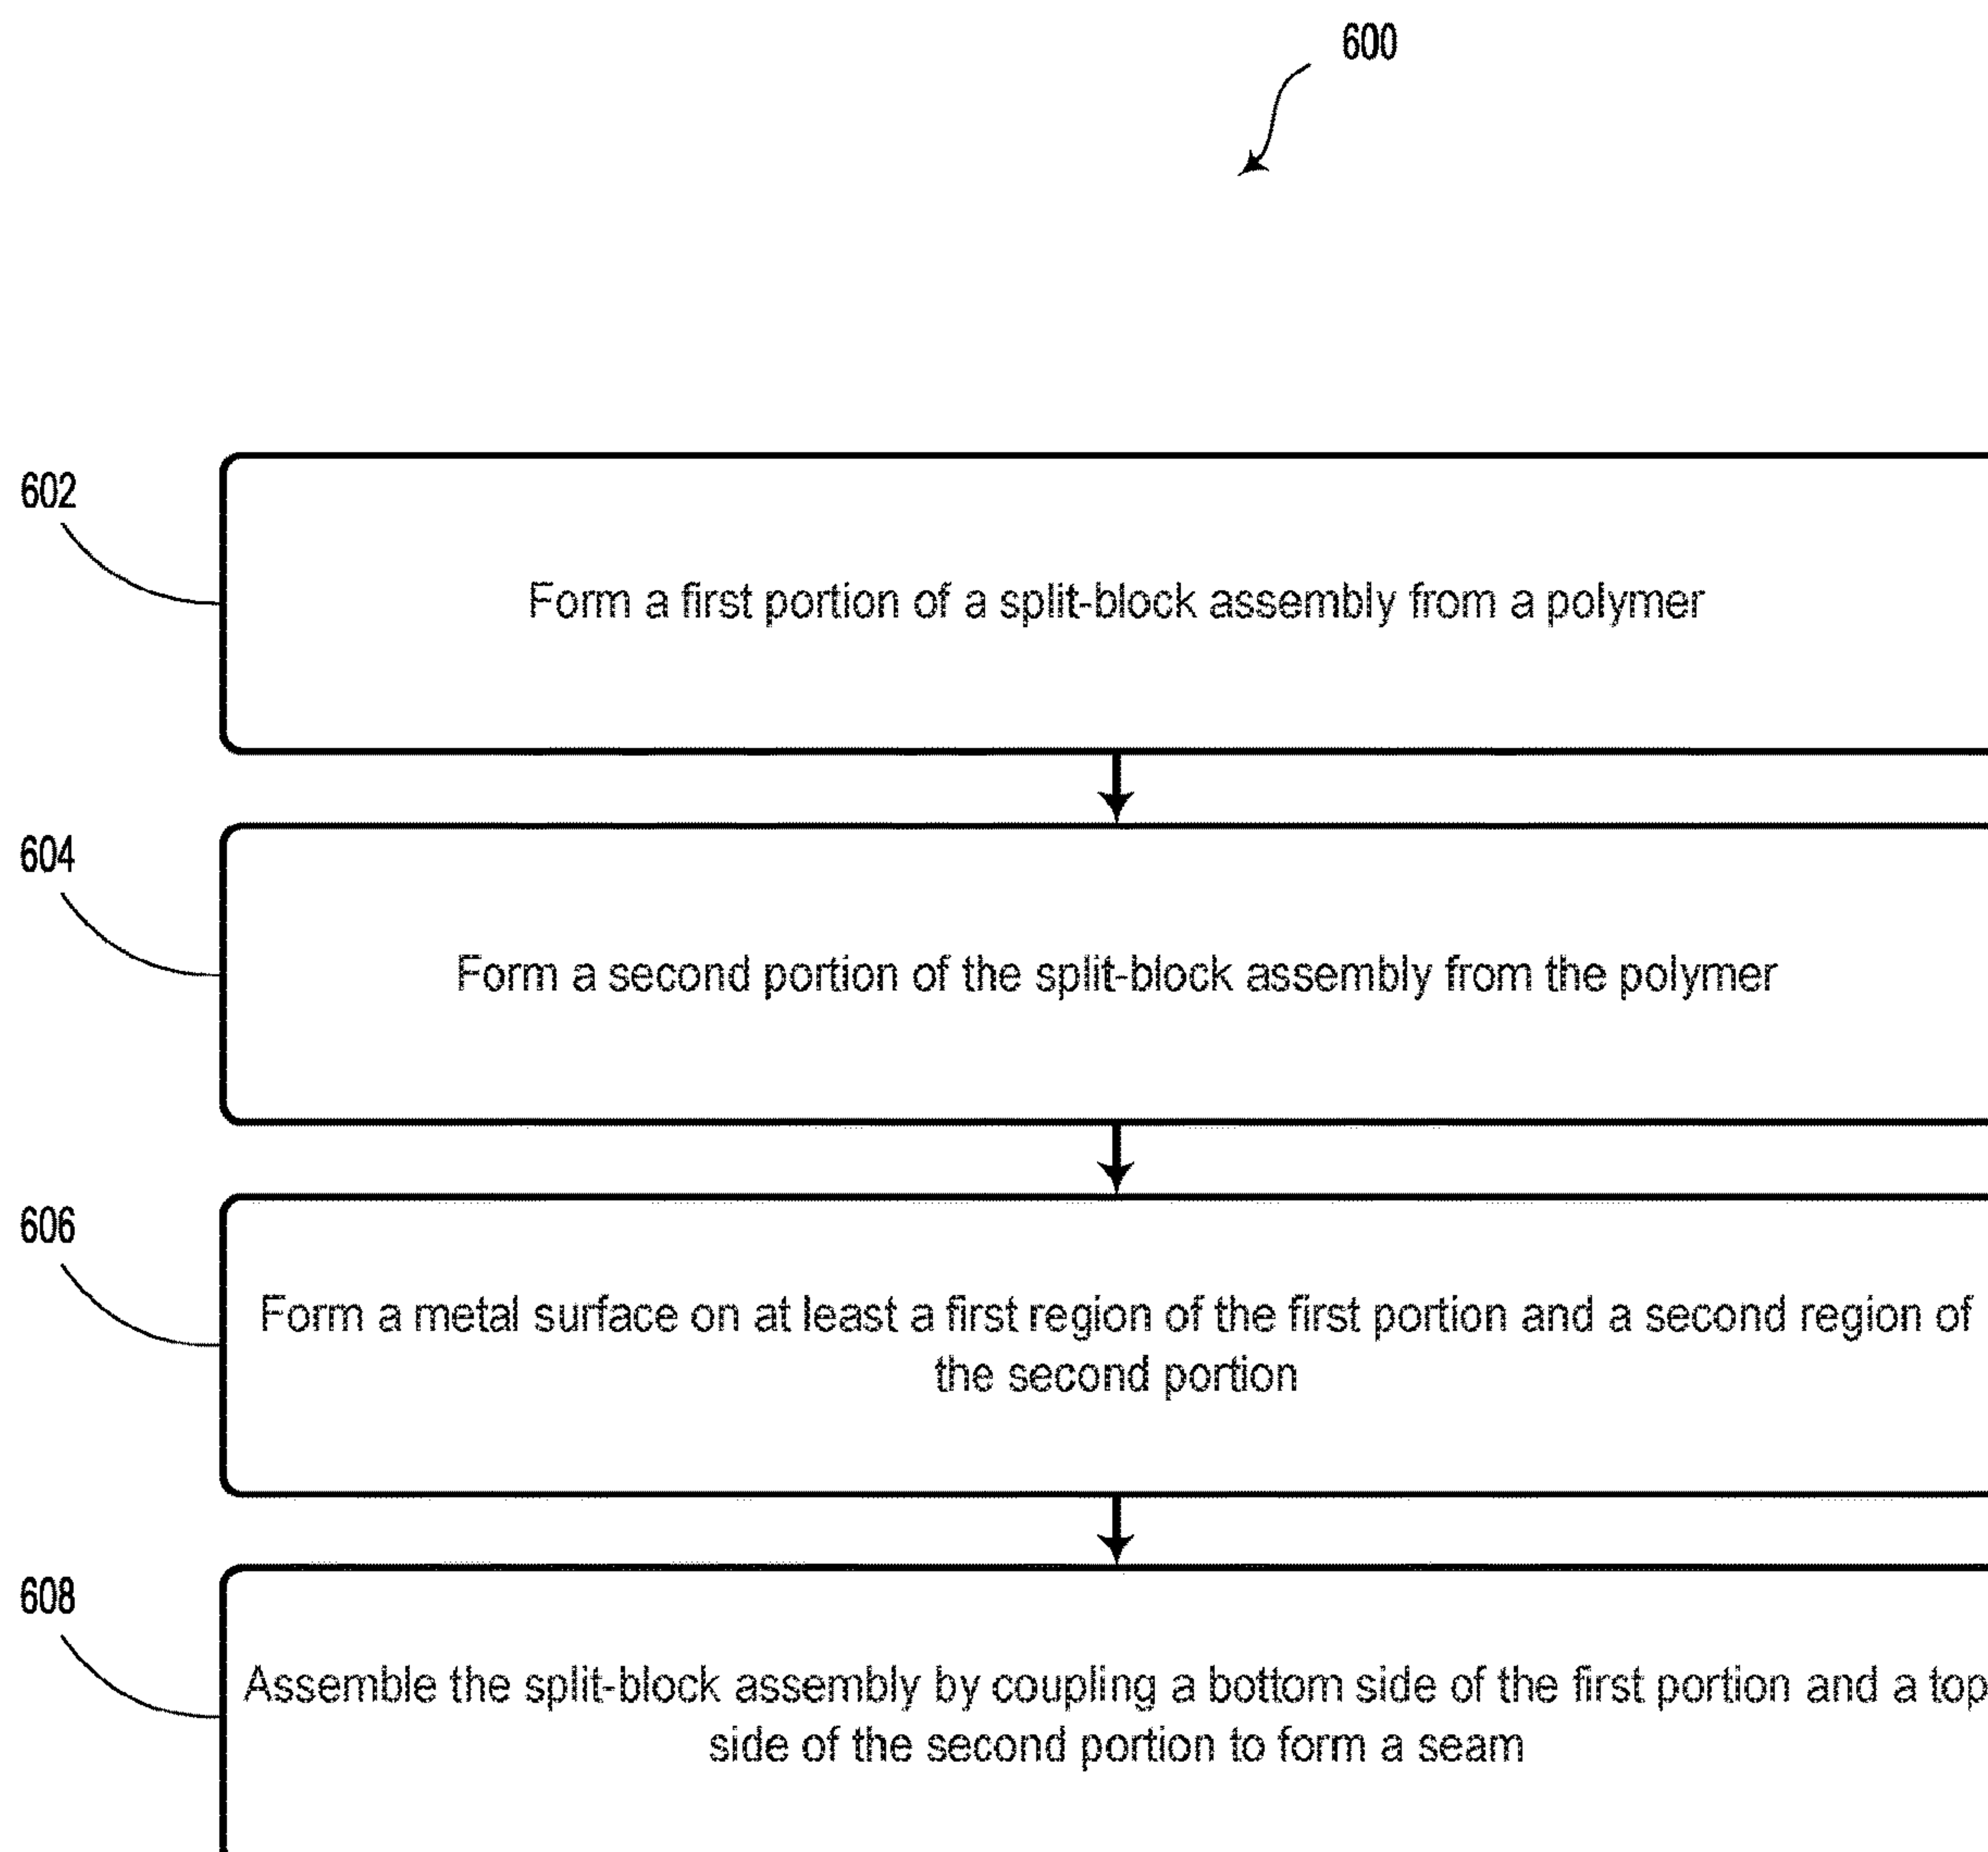 600
602
Form a first portion of a split-block assembly from a polymer
604
Form a second portion of the split-block assembly from the polymer
606
Form a metal surface on at least a first region of the first portion and a second region of
the second portion
608
Assemble the split-block assembly by coupling a bottom side of the first portion and a top
side of the second portion to form a seam